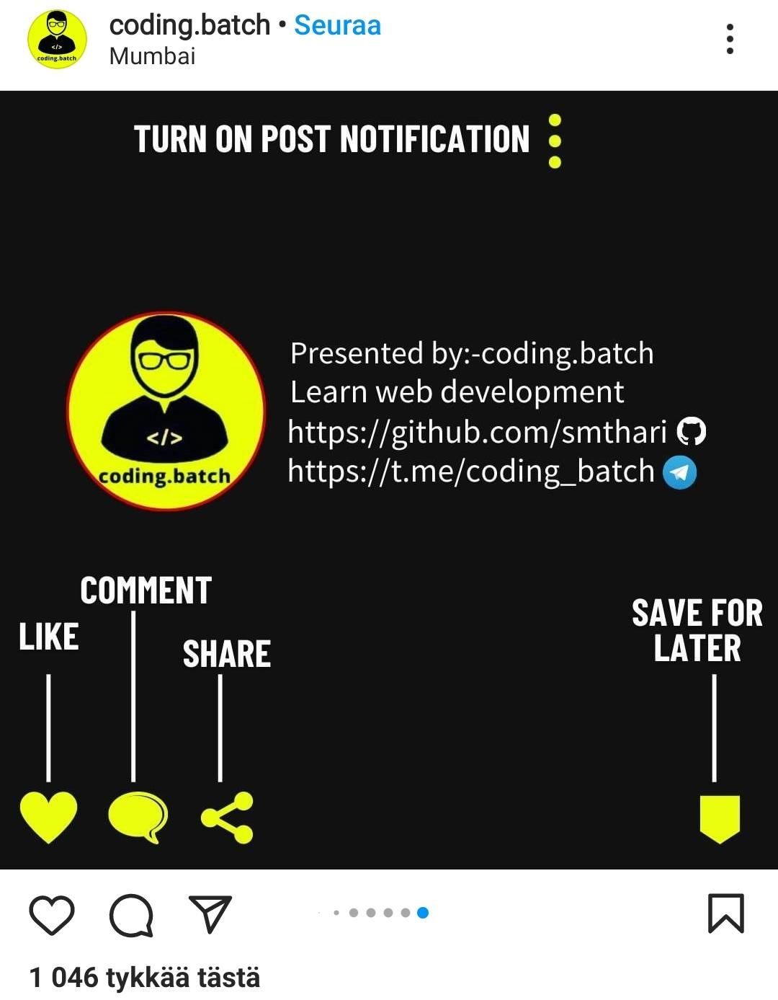 coding.batch • Seuraa
Mumbai
</>
coding.batch
TURN ON POST NOTIFICATION
</>
coding.batch
Presented by:-coding.batch
Learn web development
https://github.com/smthari
https://t.me/coding_batch
COMMENT
LIKE
SHARE
SAVE FOR
LATER
1 046 tykkää tästä